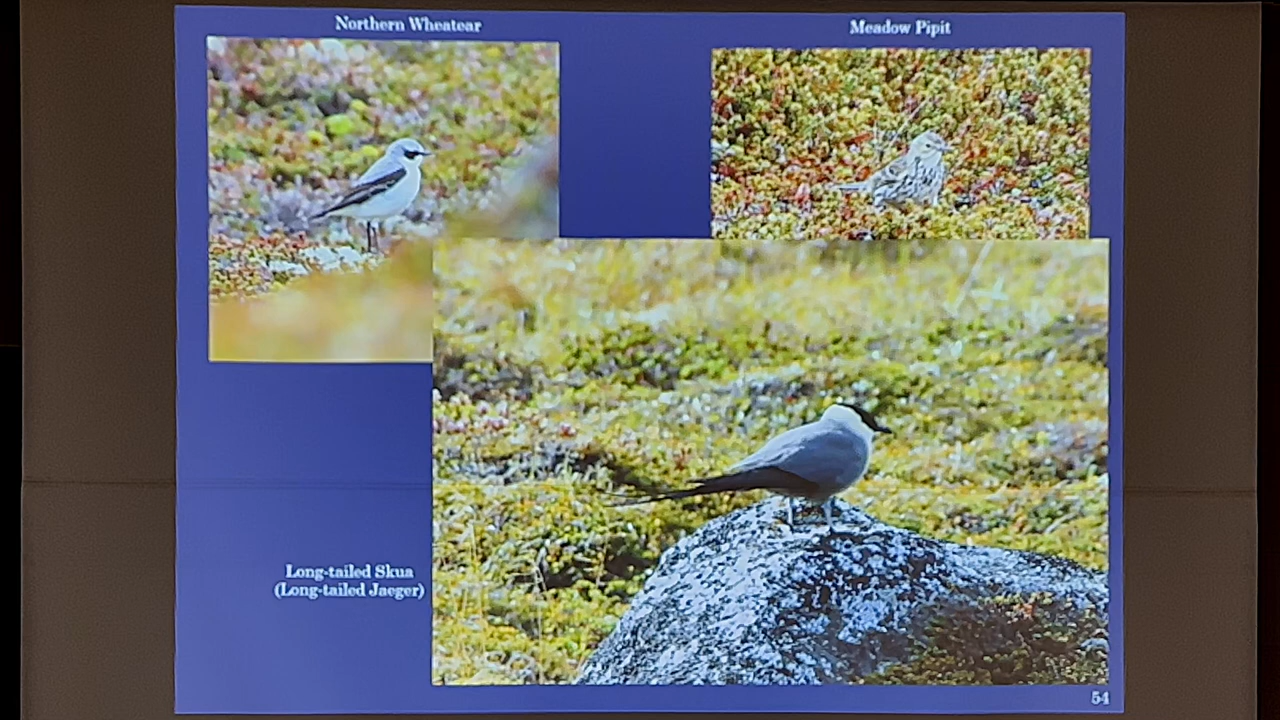 Northern Wheatear
Meadow Pipit
Long-tailed Skua
(Long-tailed Jaeger)
54